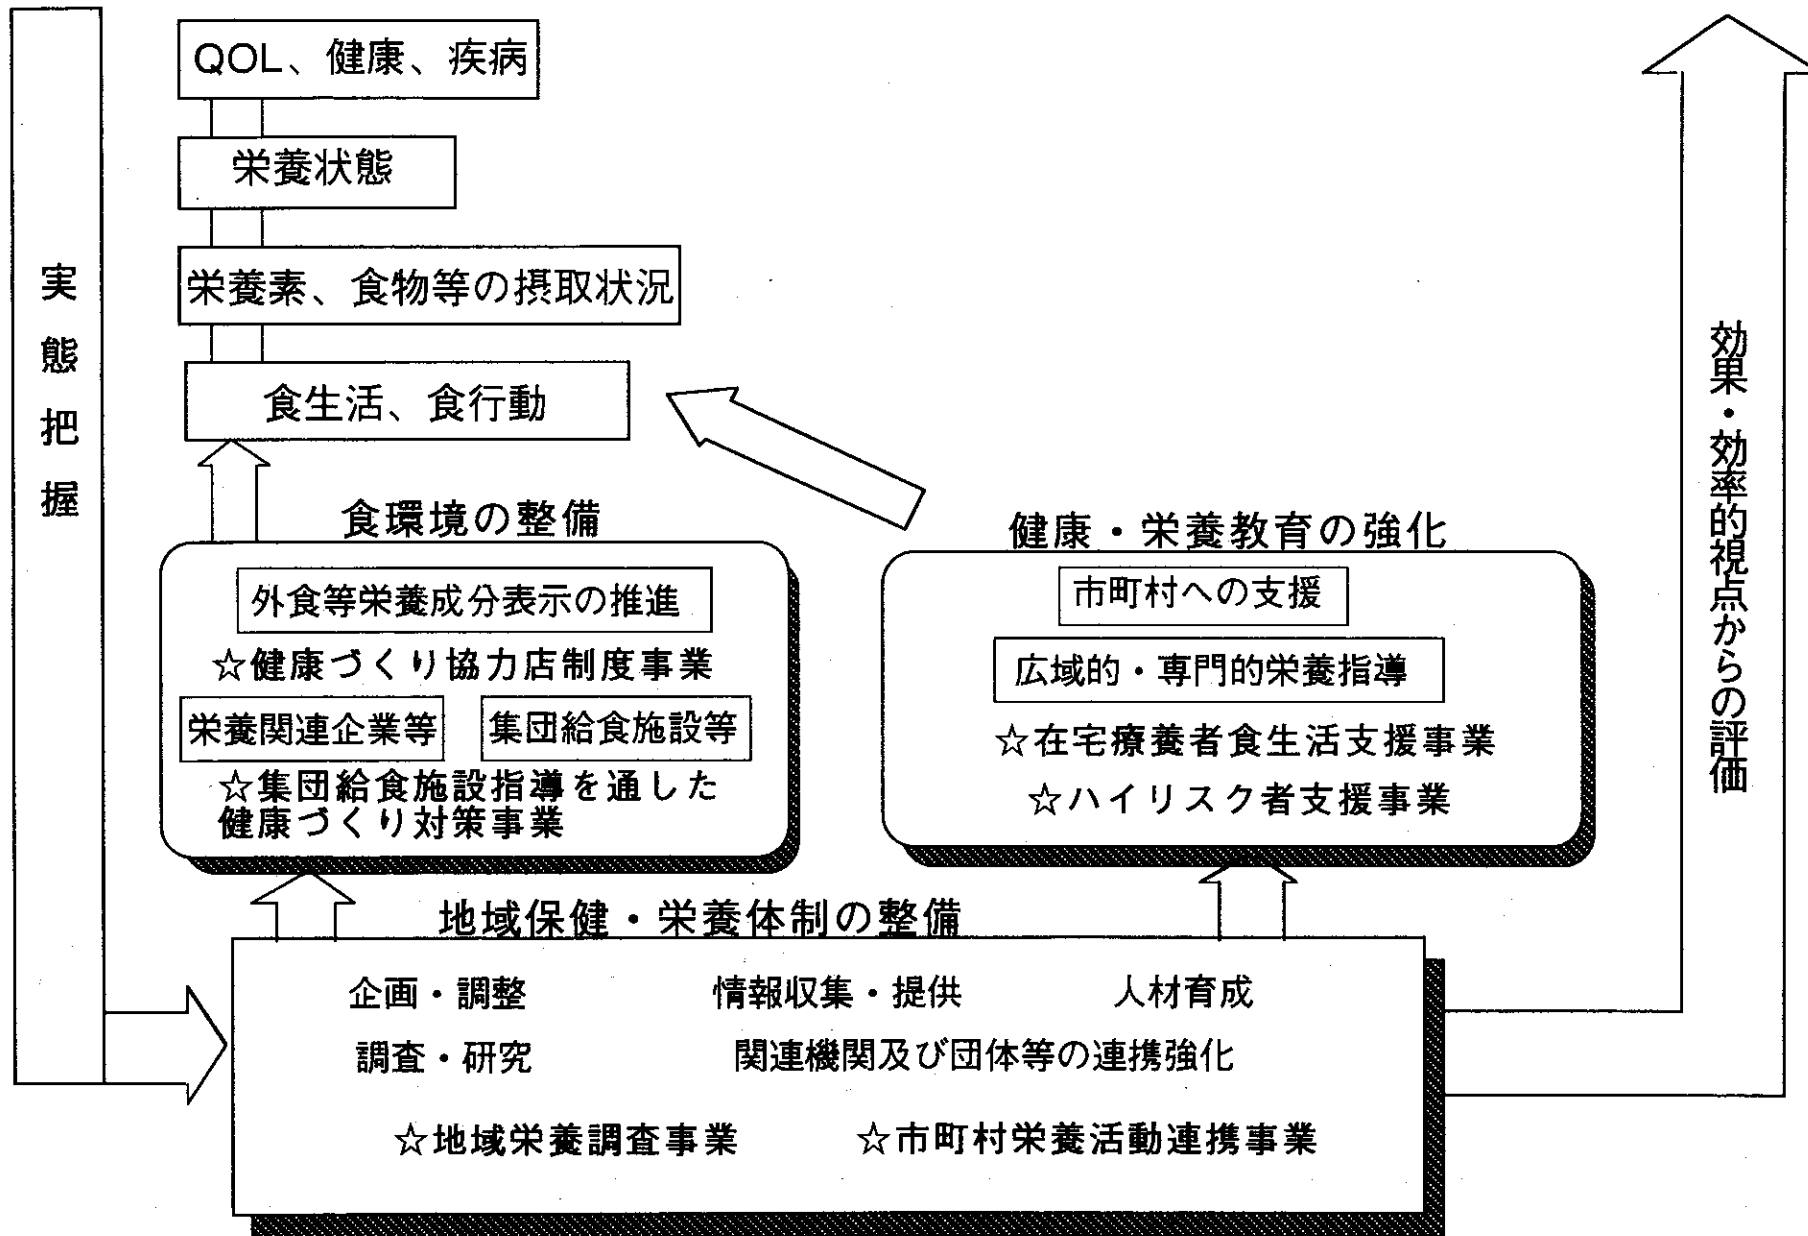 実態把握
QOL、健康、疾病
栄養状態
栄養素、食物等の摂取状況
食生活、食行動
食環境の整備
外食等栄養成分表示の推進
☆健康づくり協力店制度事業
栄養関連企業等
集団給食施設等
☆集団給食施設指導を通した
健康づくり対策事業
健康・栄養教育の強化
市町村への支援
広域的・専門的栄養指導
☆在宅療養者食生活支援事業
☆ハイリスク者支援事業
地域保健・栄養体制の整備
企画・調整
情報収集・提供
人材育成
調査・研究
関連機関及び団体等の連携強化
☆地域栄養調査事業
☆市町村栄養活動連携事業
効果・効率的視点からの評価